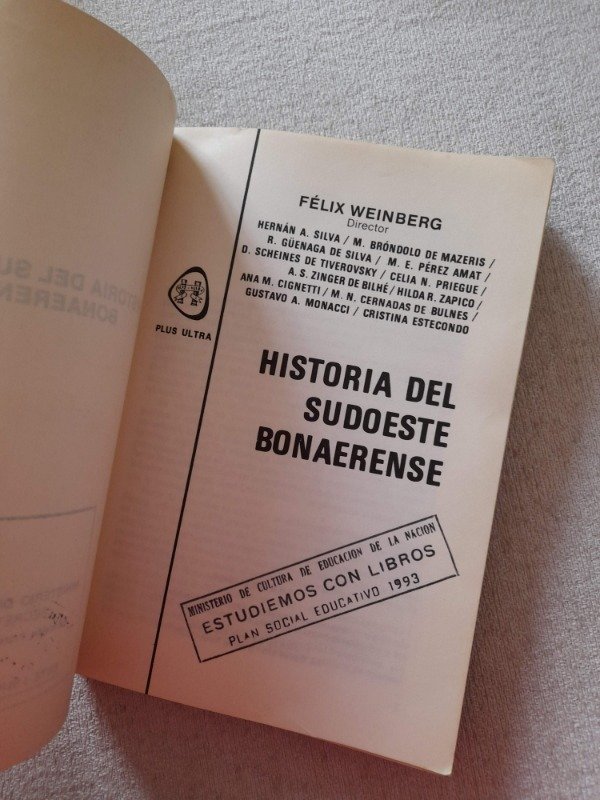 FÉLIX WEINBERG
Director
HERNÁN A. SILVA / M. BRÓNDOLO DE MAZERIS /
R. GÜENAGA DE SILVA / M. E. PÉREZ AMAT /
D. SCHEINES DE TIVEROVSKY / CELIA N. PRIEGUE /
A. S. ZINGER DE BILHÉ / HILDA R. ZAPICO /
ANA M. CIGNETTI / M. N. CERNADAS DE BULNES /
GUSTAVO A. MONACCI / CRISTINA ESTECONDO
PLUS ULTRA
HISTORIA DEL
SUDOESTE
BONAERENSE
MINISTERIO DE CULTURA DE EDUCACION DE LA NACION
ESTUDIEMOS CON LIBROS
PLAN SOCIAL EDUCATIVO 1993